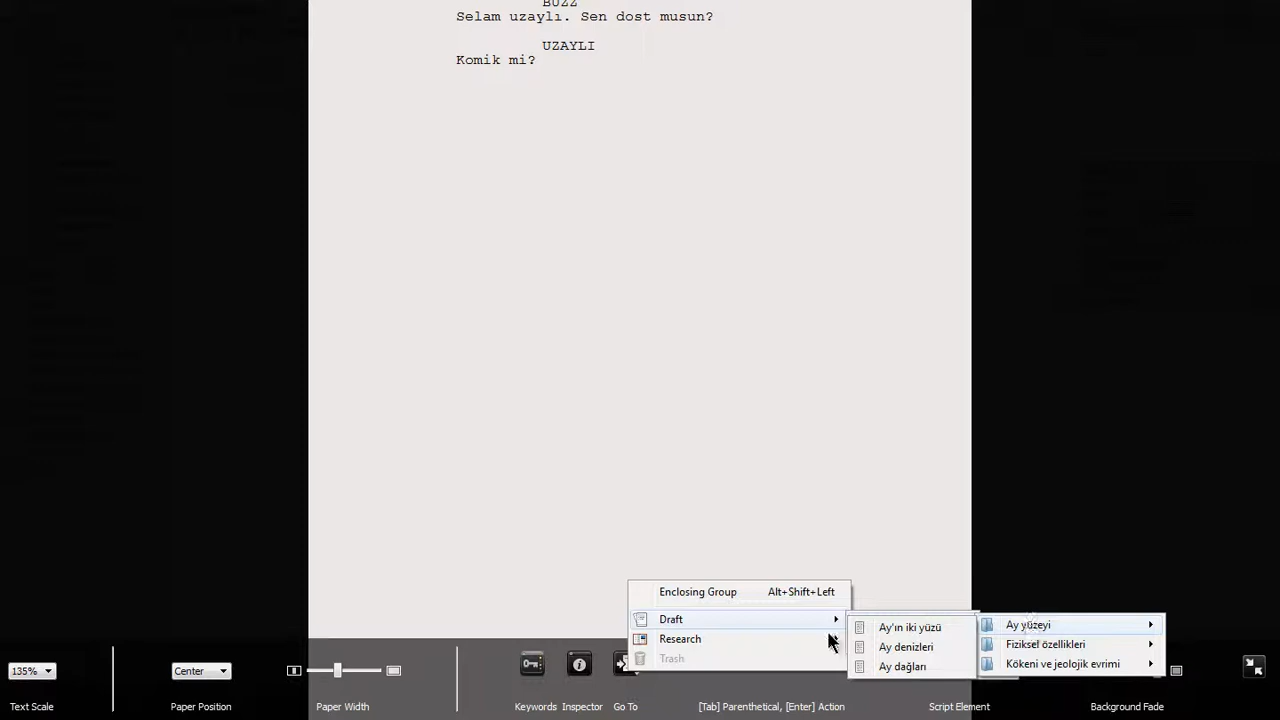 BUZZ
Selam uzaylı. Sen dost musun?
UZAYLI
Komik mi?
Enclosing Group Alt+Shift+Left
Draft
Research
Trash
Ay'ın iki yüzü
Ay denizleri
Ay dağları
Ay yüzeyi
Fiziksel özellikleri
Kökeni ve jeolojik evrimi
135%
Center
Text Scale
Paper Position
Paper Width
Keywords
Inspector
Go To
[Tab] Parenthetical, [Enter] Action
Script Element
Background Fade